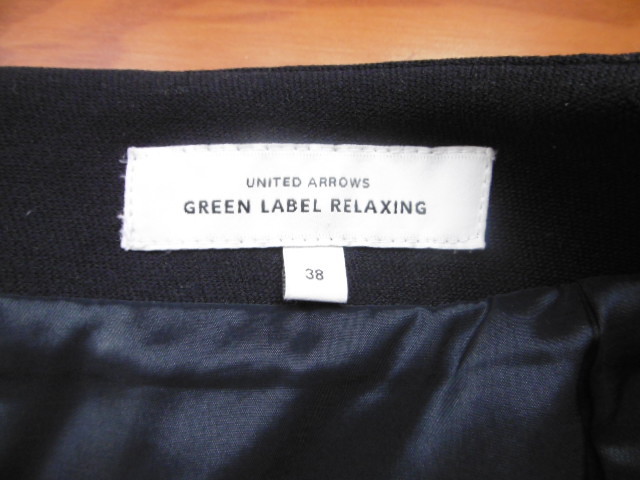 UNITED ARROWS
GREEN LABEL RELAXING
38